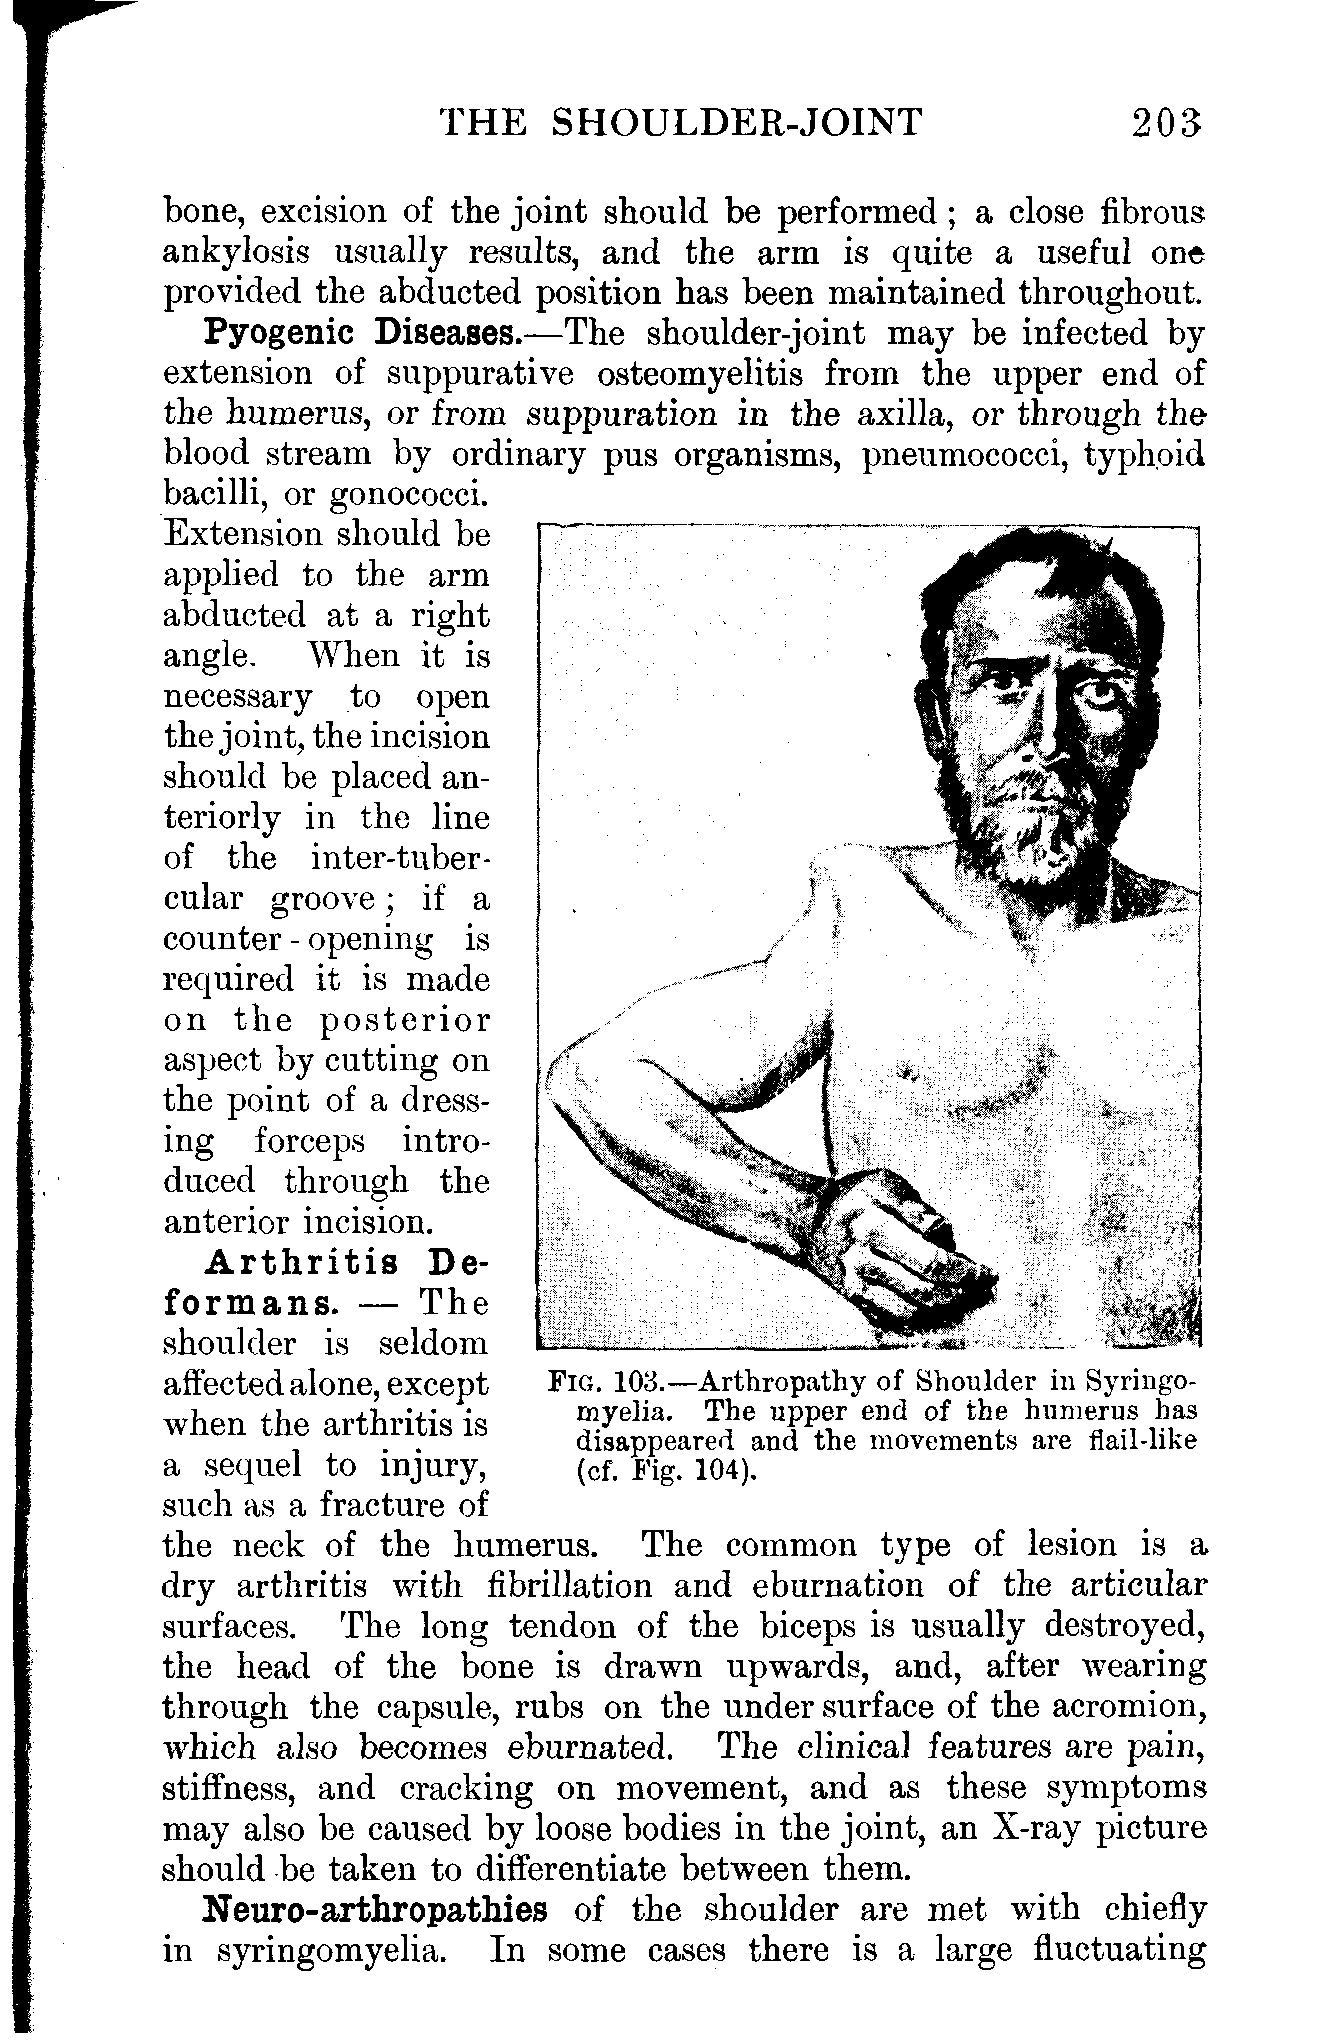 THE SHOULDER-JOINT 203
bone, excision of the joint should be performed ; a close fibrous
ankylosis usually results, and the arm is quite a useful one
provided the abducted position has been maintained throughout.
Pyogenic Diseases.—The shoulder-joint may be infected by
extension of suppurative osteomyelitis from the upper end of
the humerus, or from suppuration in the axilla, or through the
blood stream by ordinary pus organisms, pneumococci, typhoid
bacilli, or gonococci.
Extension should be
applied to the arm
abducted at a right
angle. When it is
necessary to open
the joint, the incision
should be placed an-
teriorly in the line
of the inter-tuber-
cular groove ; if a
counter-opening is
required it is made
on the posterior
aspect by cutting on
the point of a dress-
ing forceps intro-
duced through the
anterior incision.
Arthritis De-
formans. — The
shoulder is seldom
affected alone, except
when the arthritis is
a sequel to injury,
such as a fracture of
FIG. 103.—Arthropathy of Shoulder in Syringo-
myelia. The upper end of the humerus has
disappeared and the movements are flail-like
(cf. Fig. 104).
the neck of the humerus. The common type of lesion is a
dry arthritis with fibrillation and eburnation of the articular
surfaces. The long tendon of the biceps is usually destroyed,
the head of the bone is drawn upwards, and, after wearing
through the capsule, rubs on the under surface of the acromion,
which also becomes eburnated. The clinical features are pain,
stiffness, and cracking on movement, and as these symptoms
may also be caused by loose bodies in the joint, an X-ray picture
should be taken to differentiate between them.
Neuro-arthropathies of the shoulder are met with chiefly
in syringomyelia. In some cases there is a large fluctuating